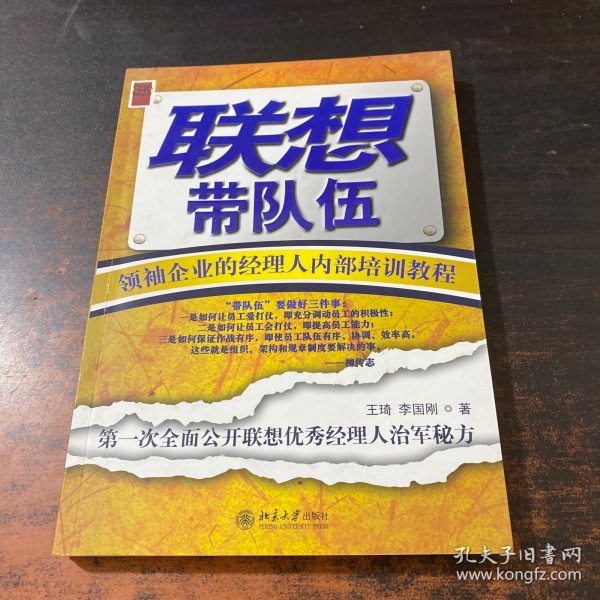 联想
带队伍
领袖企业的经理人内部培训教程
“带队伍”要做好三件事：
一是如何让员工爱打仗，即充分调动员工的积极性；
二是如何让员工会打仗，即提高员工能力；
三是如何保证作战有序，即使员工队伍有序、协调、效率高。
这些就是组织、架构和规章制度要解决的事。
——柳传志
王琦 李国刚 ◎ 著
第一次全面公开联想优秀经理人治军秘方
北京大学出版社
PEKING UNIVERSITY PRESS
孔夫子旧书网
www.kongfz.com